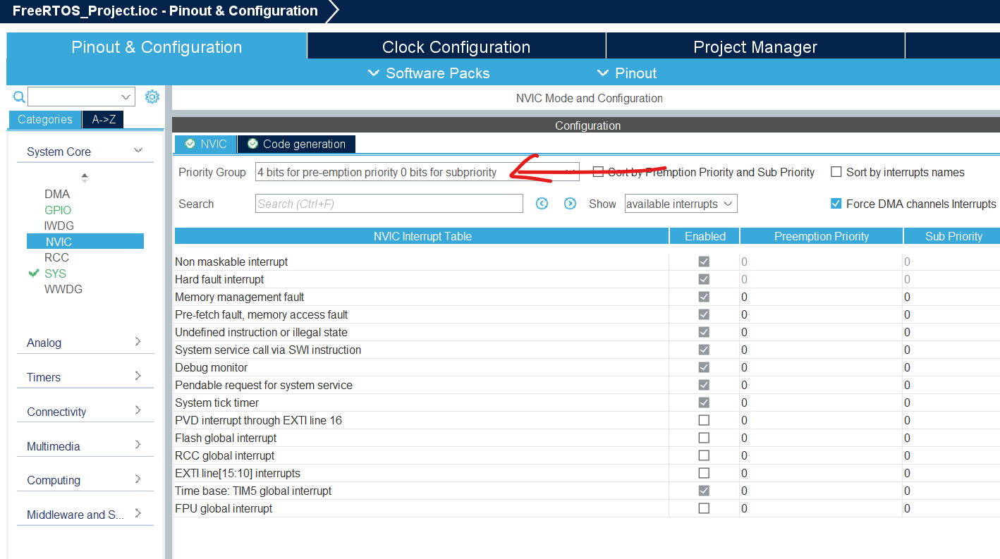 FreeRTOS_Project.ioc - Pinout & Configuration
Pinout & Configuration Clock Configuration Project Manager
Software Packs Pinout
NVIC Mode and Configuration
Categories A->Z
Configuration
NVIC Code generation
System Core
Priority Group 4 bits for pre-emption priority 0 bits for subpriority Sort by Premption Priority and Sub Priority Sort by interrupts names
Search Search (Ctrl+F) Show available interrupts Force DMA channels Interrupts
DMA
GPIO
IWDG
NVIC
RCC
SYS
WWDG
Analog
Timers
Connectivity
Multimedia
Computing
Middleware and S...
NVIC Interrupt Table Enabled Preemption Priority Sub Priority
Non maskable interrupt 0 0
Hard fault interrupt 0 0
Memory management fault 0 0
Pre-fetch fault, memory access fault 0 0
Undefined instruction or illegal state 0 0
System service call via SWI instruction 0 0
Debug monitor 0 0
Pendable request for system service 0 0
System tick timer 0 0
PVD interrupt through EXTI line 16 0 0
Flash global interrupt 0 0
RCC global interrupt 0 0
EXTI line[15:10] interrupts 0 0
Time base: TIM5 global interrupt 0 0
FPU global interrupt 0 0